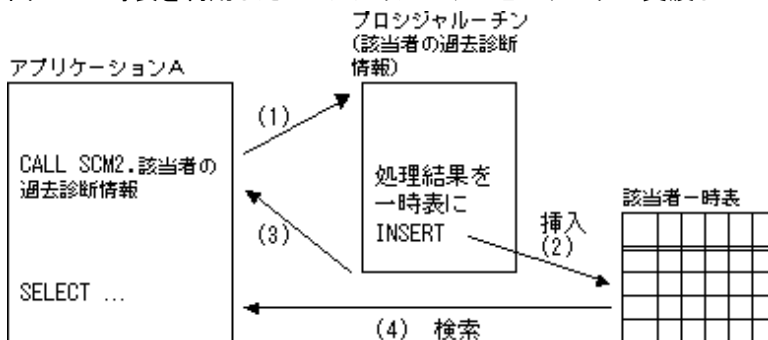 プロシジャルーチン
(該当者の過去診断
情報)
アプリケーションA
(1)
CALL SCM2.該当者の
過去診断情報
処理結果を
一時表に
INSERT
(3)
挿入
(2)
該当者一時表
SELECT ...
(4) 検索